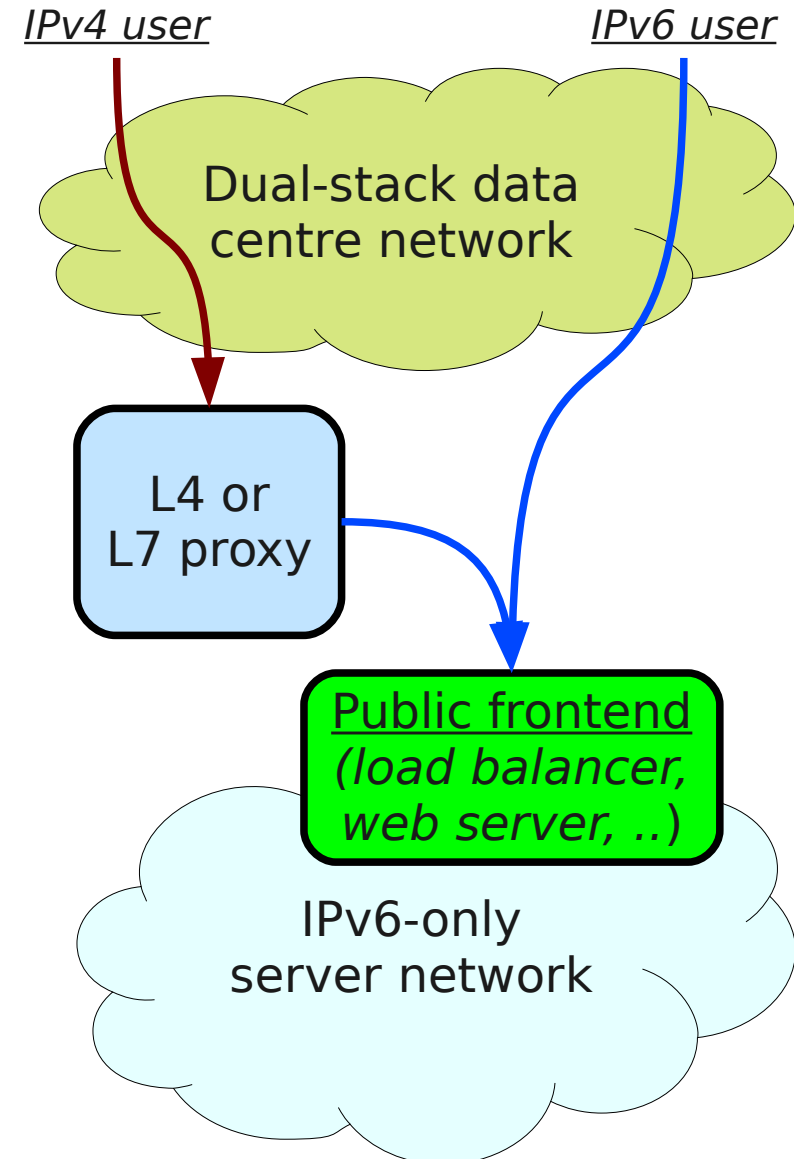 IPv4 user
IPv6 user
Dual-stack data
centre network
L4 or
L7 proxy
Public frontend
(load balancer,
web server, ..)
IPv6-only
server network